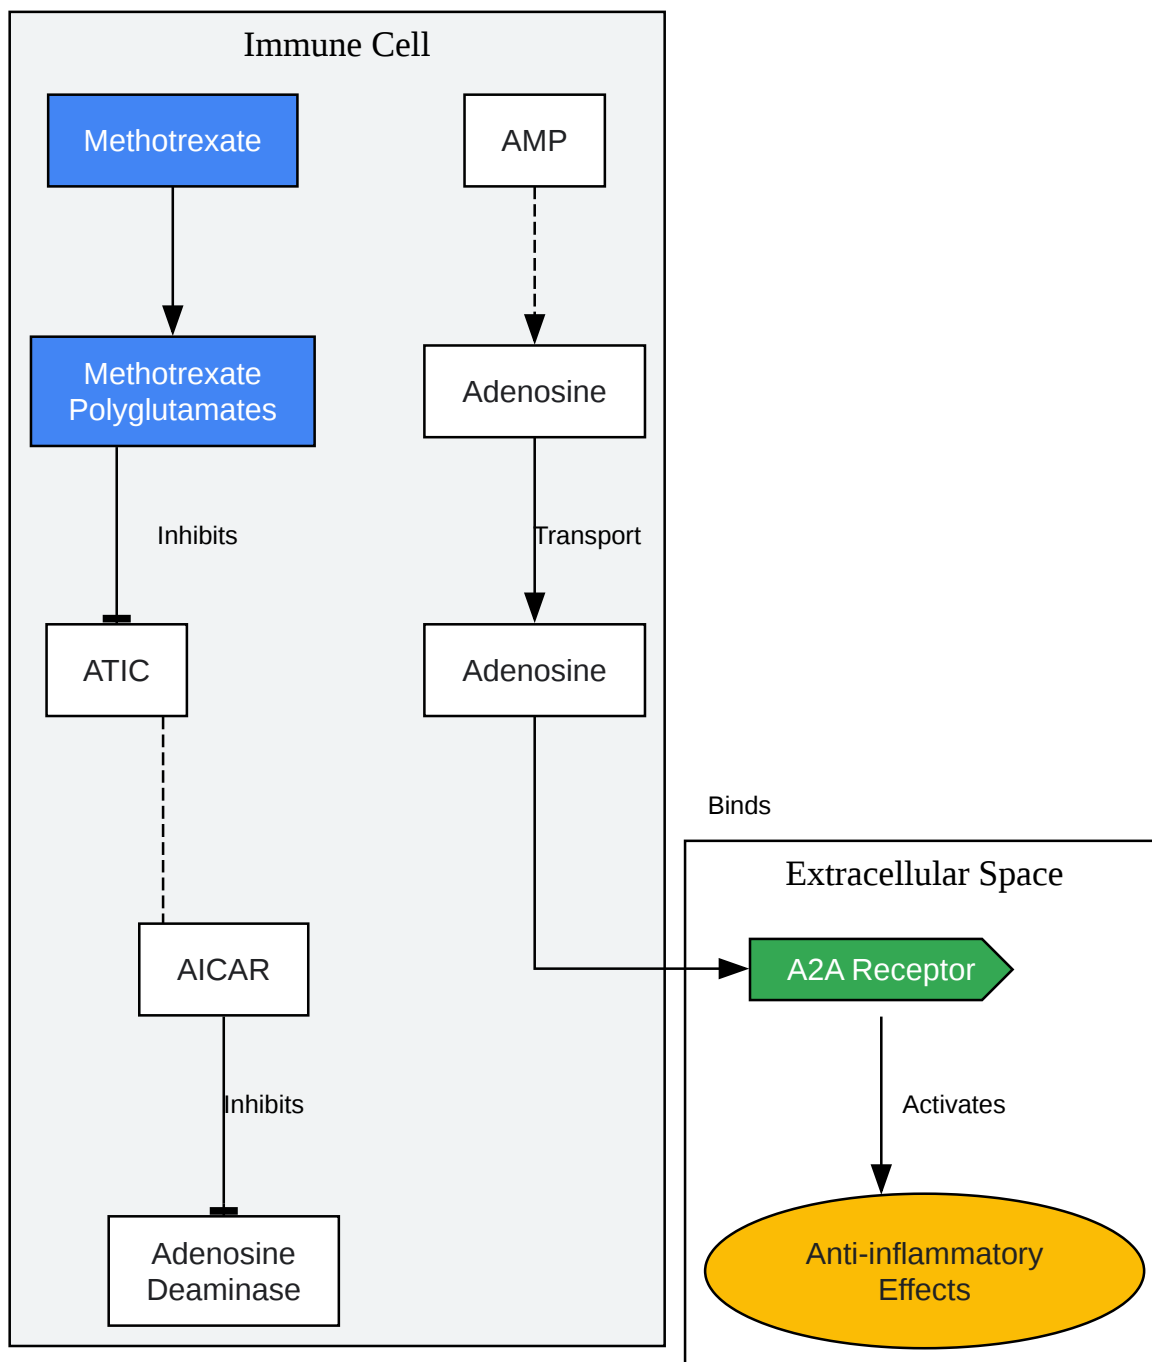 Immune Cell
Methotrexate
AMP
Methotrexate
Polyglutamates
Adenosine
Inhibits
Transport
ATIC
Adenosine
Binds
Extracellular Space
AICAR
A2A Receptor
Inhibits
Activates
Adenosine
Deaminase
Anti-inflammatory
Effects